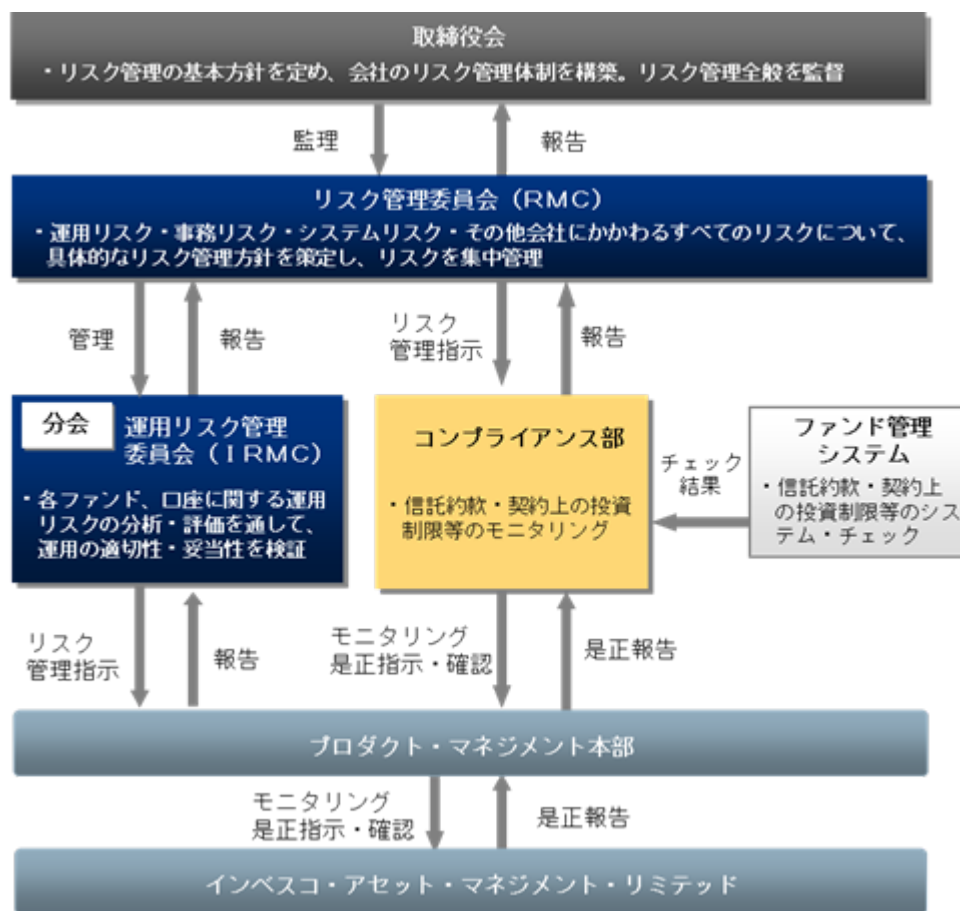 取締役会
・リスク管理の基本方針を定め、会社のリスク管理体制を構築。リスク管理全般を監督
監理
報告
リスク管理委員会（RMC）
・運用リスク・事務リスク・システムリスク・その他会社にかかわるすべてのリスクについて、
具体的なリスク管理方針を策定し、リスクを集中管理
管理
報告
リスク
管理指示
報告
分会
運用リスク管理
委員会（IRMC）
・各ファンド、口座に関する運用
リスクの分析・評価を通して、
運用の適切性・妥当性を検証
コンプライアンス部
・信託約款・契約上の投資
制限等のモニタリング
チェック
結果
ファンド管理
システム
・信託約款・契約上
の投資制限等のシス
テム・チェック
リスク
管理指示
報告
モニタリング
是正指示・確認
是正報告
プロダクト・マネジメント本部
モニタリング
是正指示・確認
是正報告
インベスコ・アセット・マネジメント・リミテッド